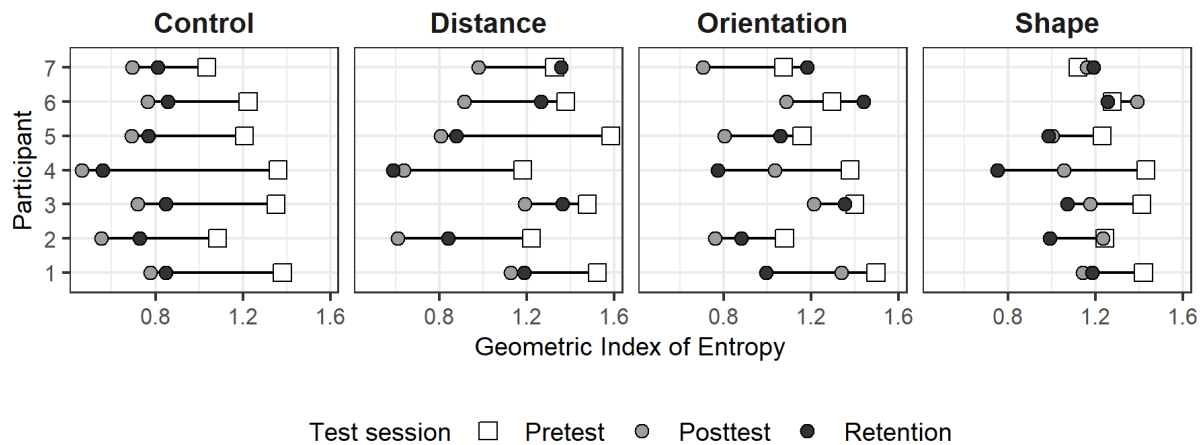 Control Distance Orientation Shape
Participant
7
6
5
4
3
2
1
0.8 1.2 1.6 0.8 1.2 1.6 0.8 1.2 1.6 0.8 1.2 1.6
Geometric Index of Entropy
Test session Pretest Posttest Retention